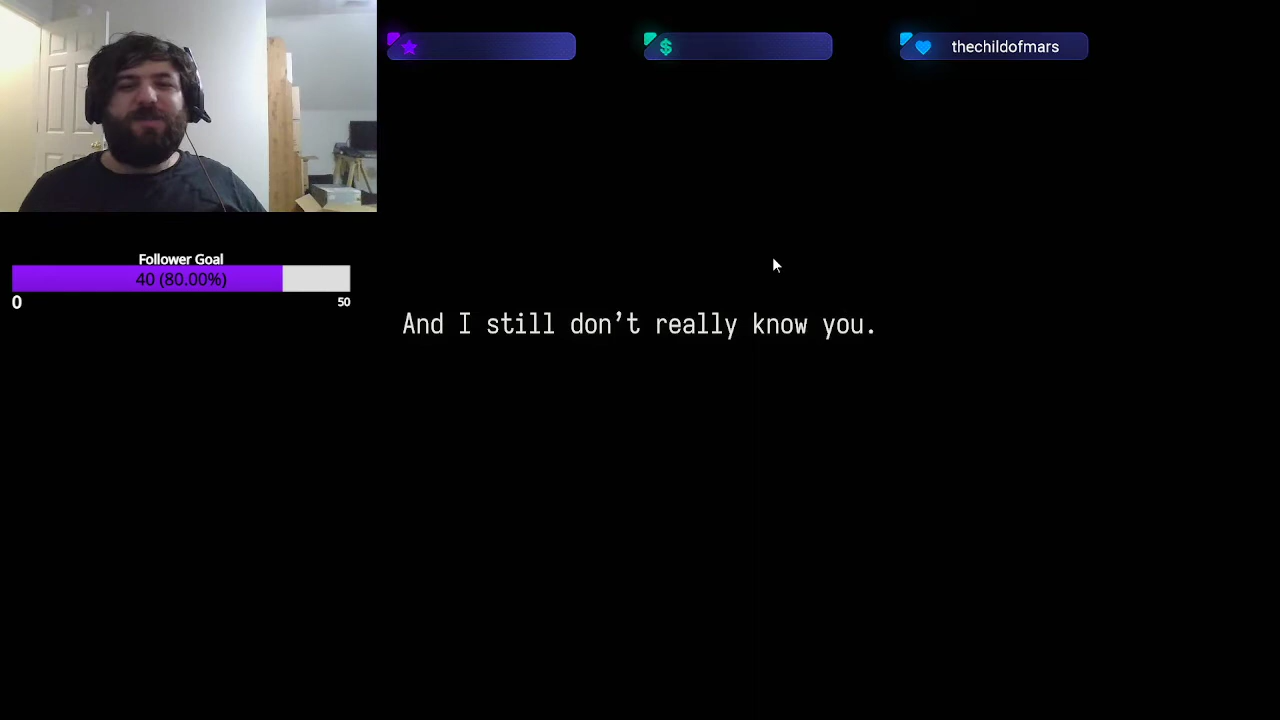 thechildofmars
Follower Goal
40 (80.00%)
0
50
And I still don’t really know you.